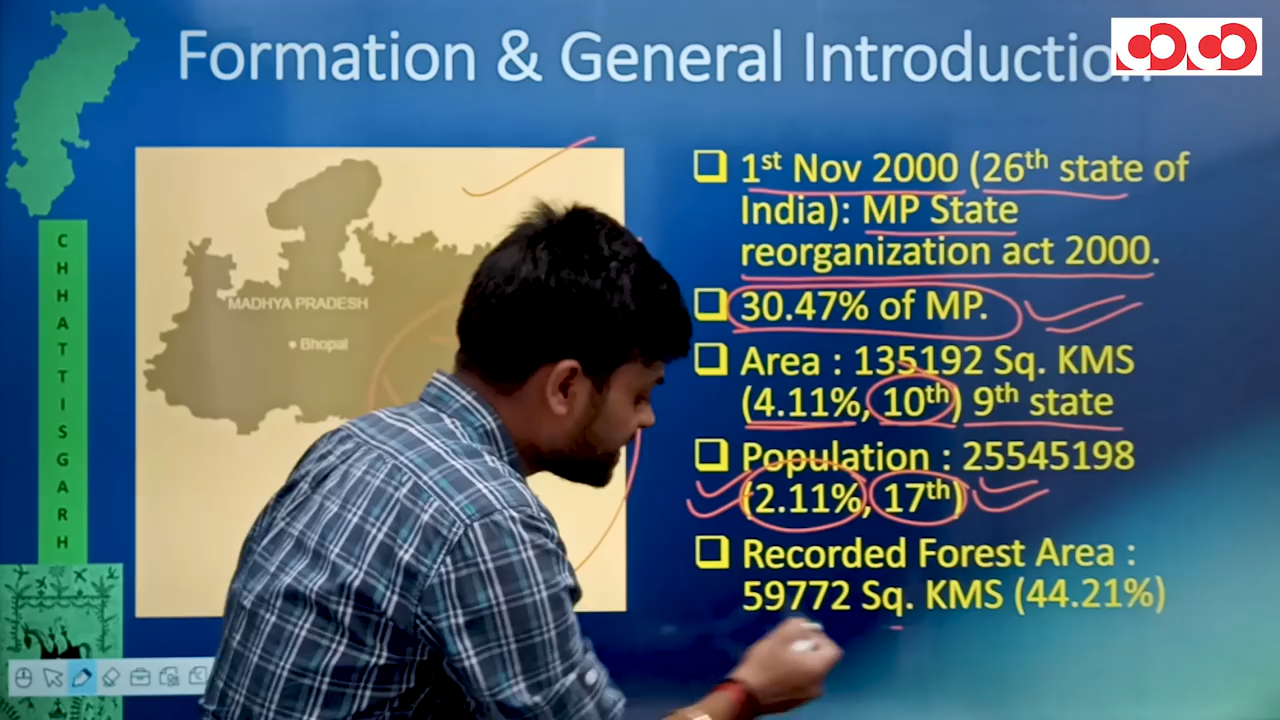 Formation & General Introduction
CHHATTISGARH
MADHYA PRADESH
Bhopal
1st Nov 2000 (26th state of
India): MP State
reorganization act 2000.
30.47% of MP.
Area : 135192 Sq. KMS
(4.11%, 10th) 9th state
Population : 25545198
(2.11%, 17th)
Recorded Forest Area :
59772 Sq. KMS (44.21%)